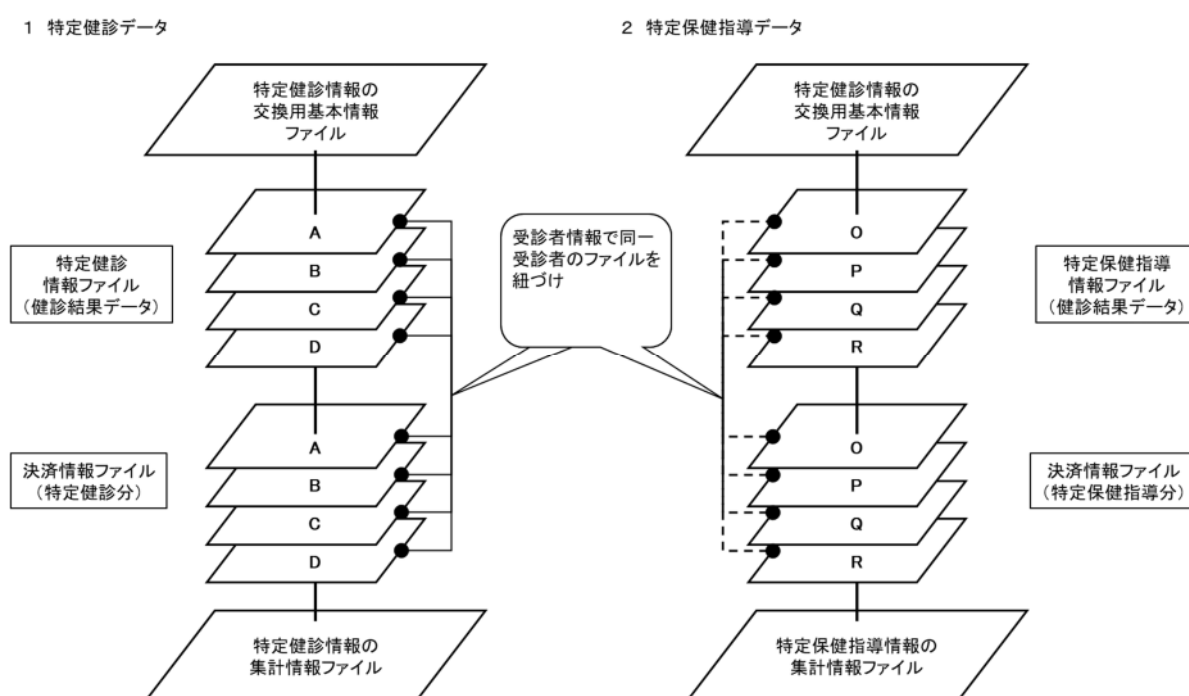 1 特定健診データ
特定健診情報の
交換用基本情報
ファイル
A
B
C
D
特定健診
情報ファイル
(健診結果データ)
A
B
C
D
決済情報ファイル
(特定健診分)
特定健診情報の
集計情報ファイル
受診者情報で同一
受診者のファイルを
紐づけ
2 特定保健指導データ
特定健診情報の
交換用基本情報
ファイル
O
P
Q
R
特定保健指導
情報ファイル
(健診結果データ)
O
P
Q
R
決済情報ファイル
(特定保健指導分)
特定保健指導情報の
集計情報ファイル